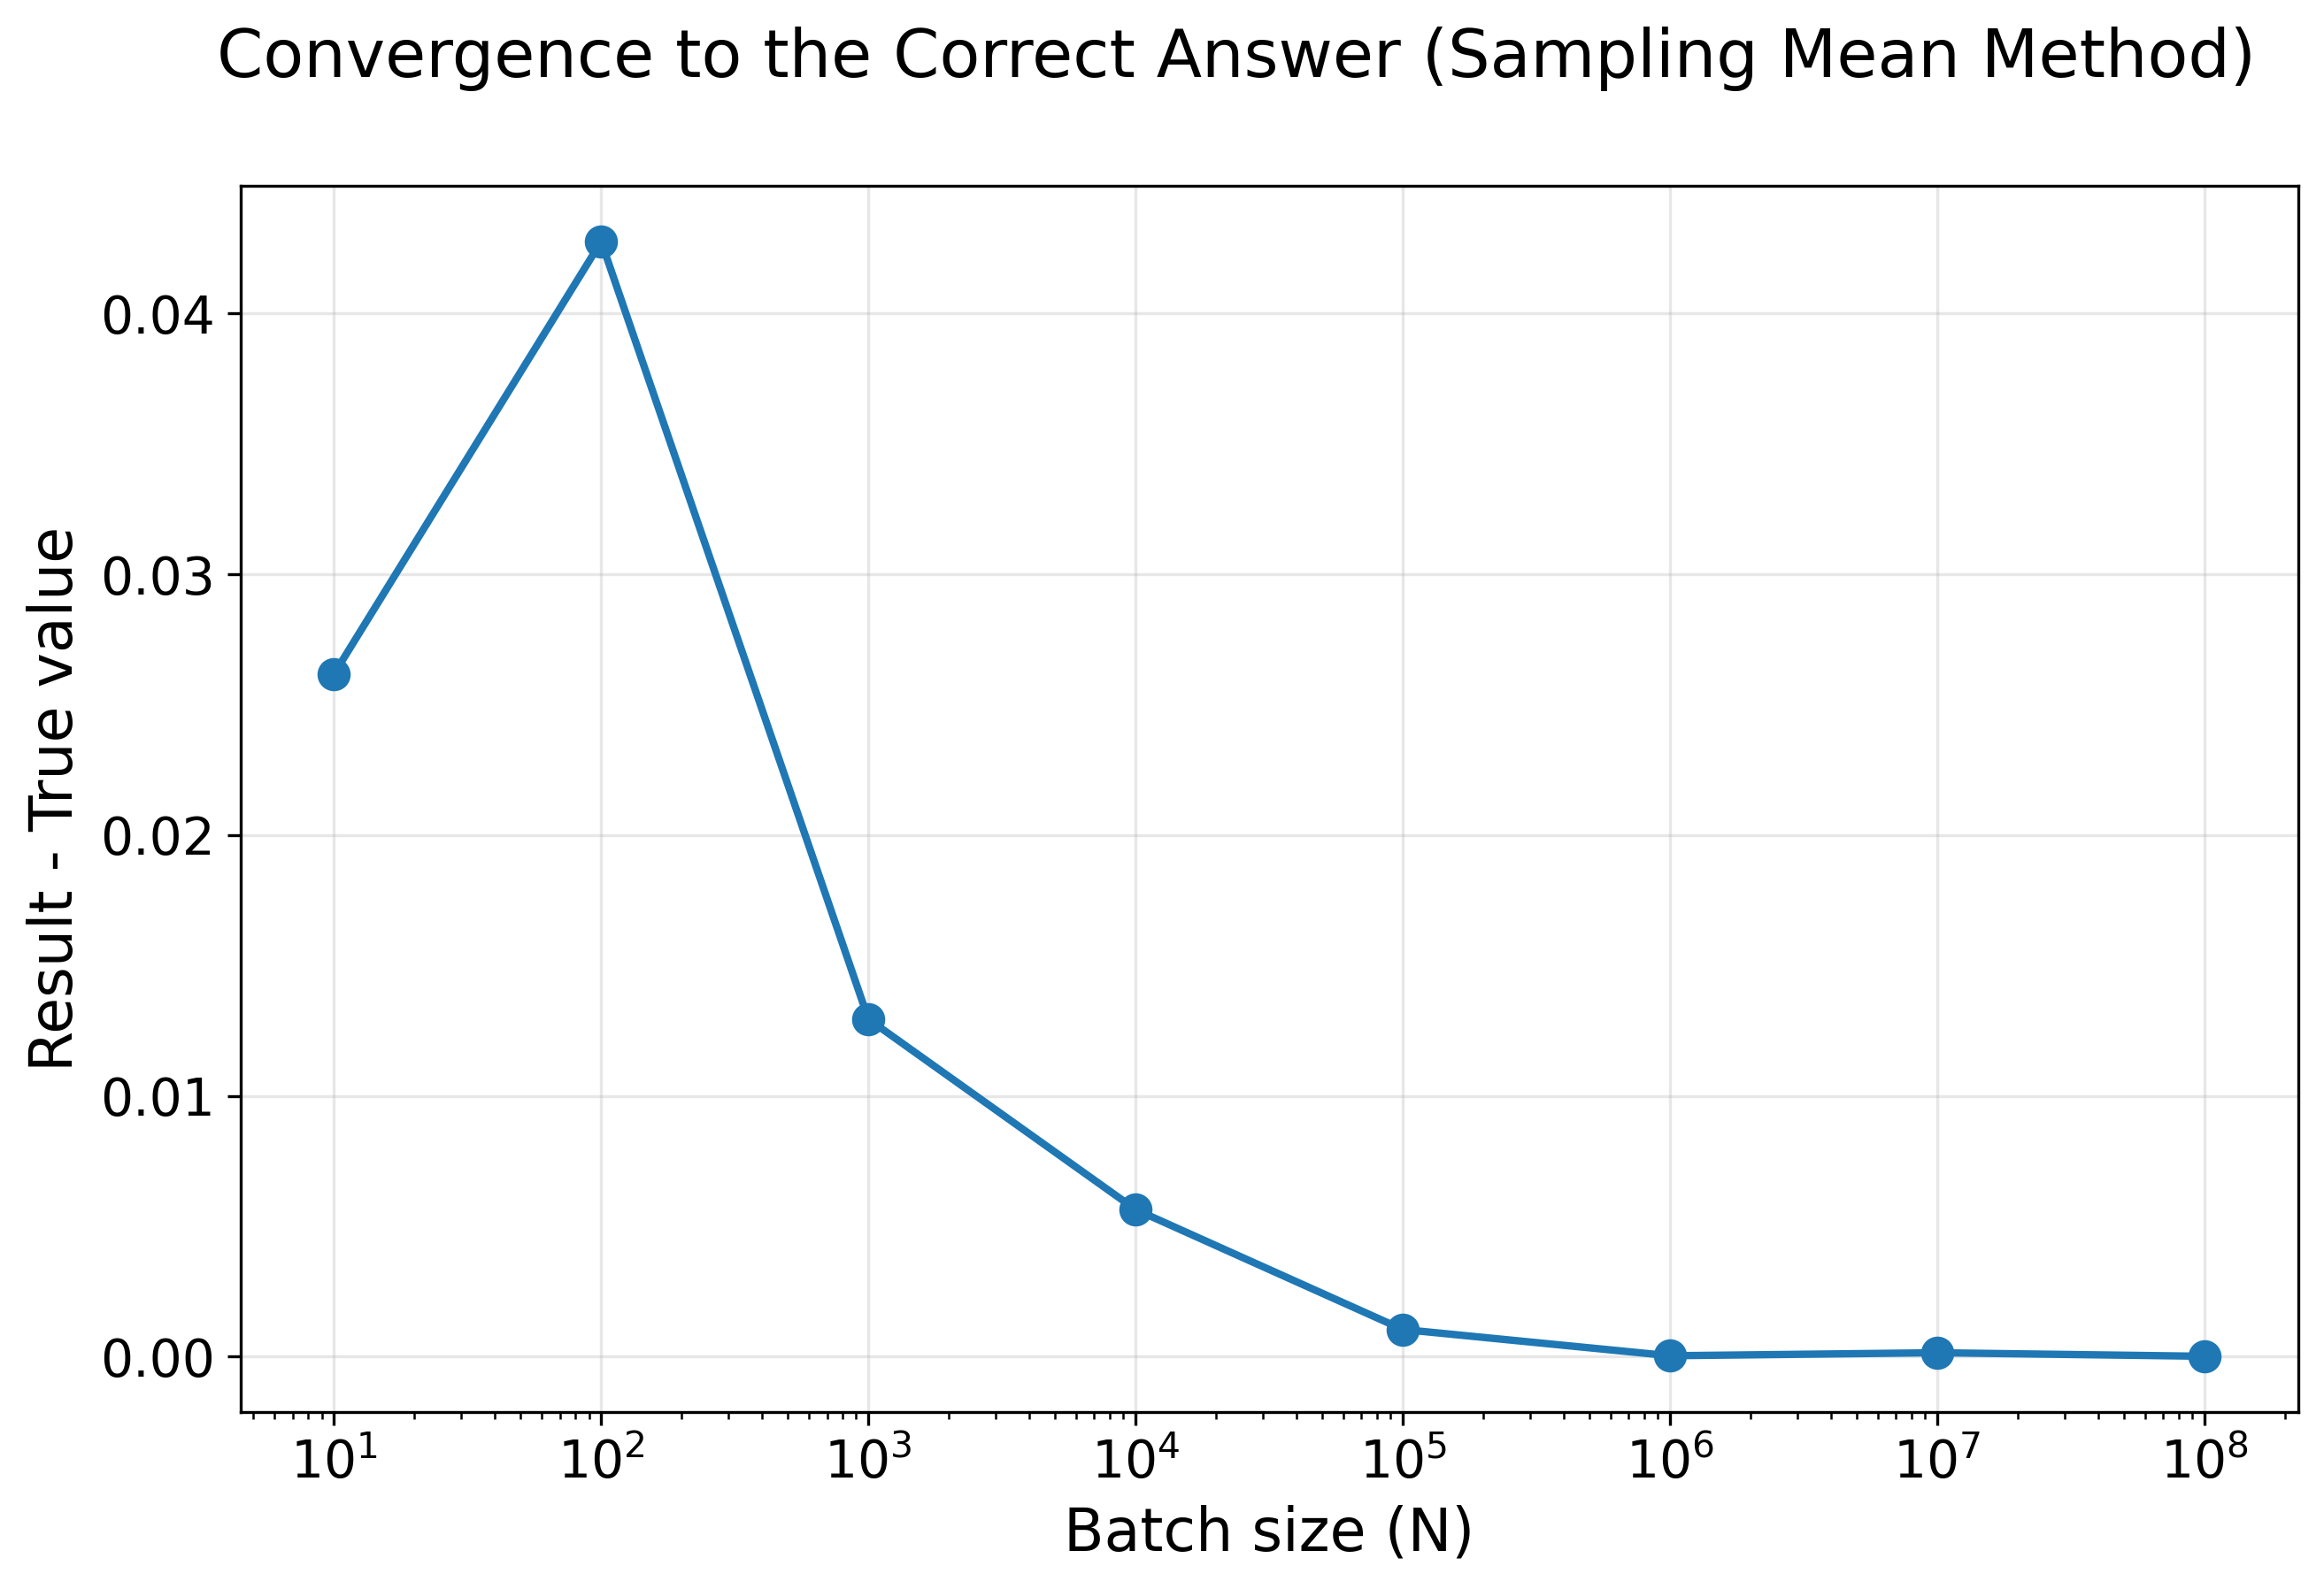 Convergence to the Correct Answer (Sampling Mean Method)
Result - True value
0.04
0.03
0.02
0.01
0.00
10¹ 10² 10³ 10⁴ 10⁵ 10⁶ 10⁷ 10⁸
Batch size (N)